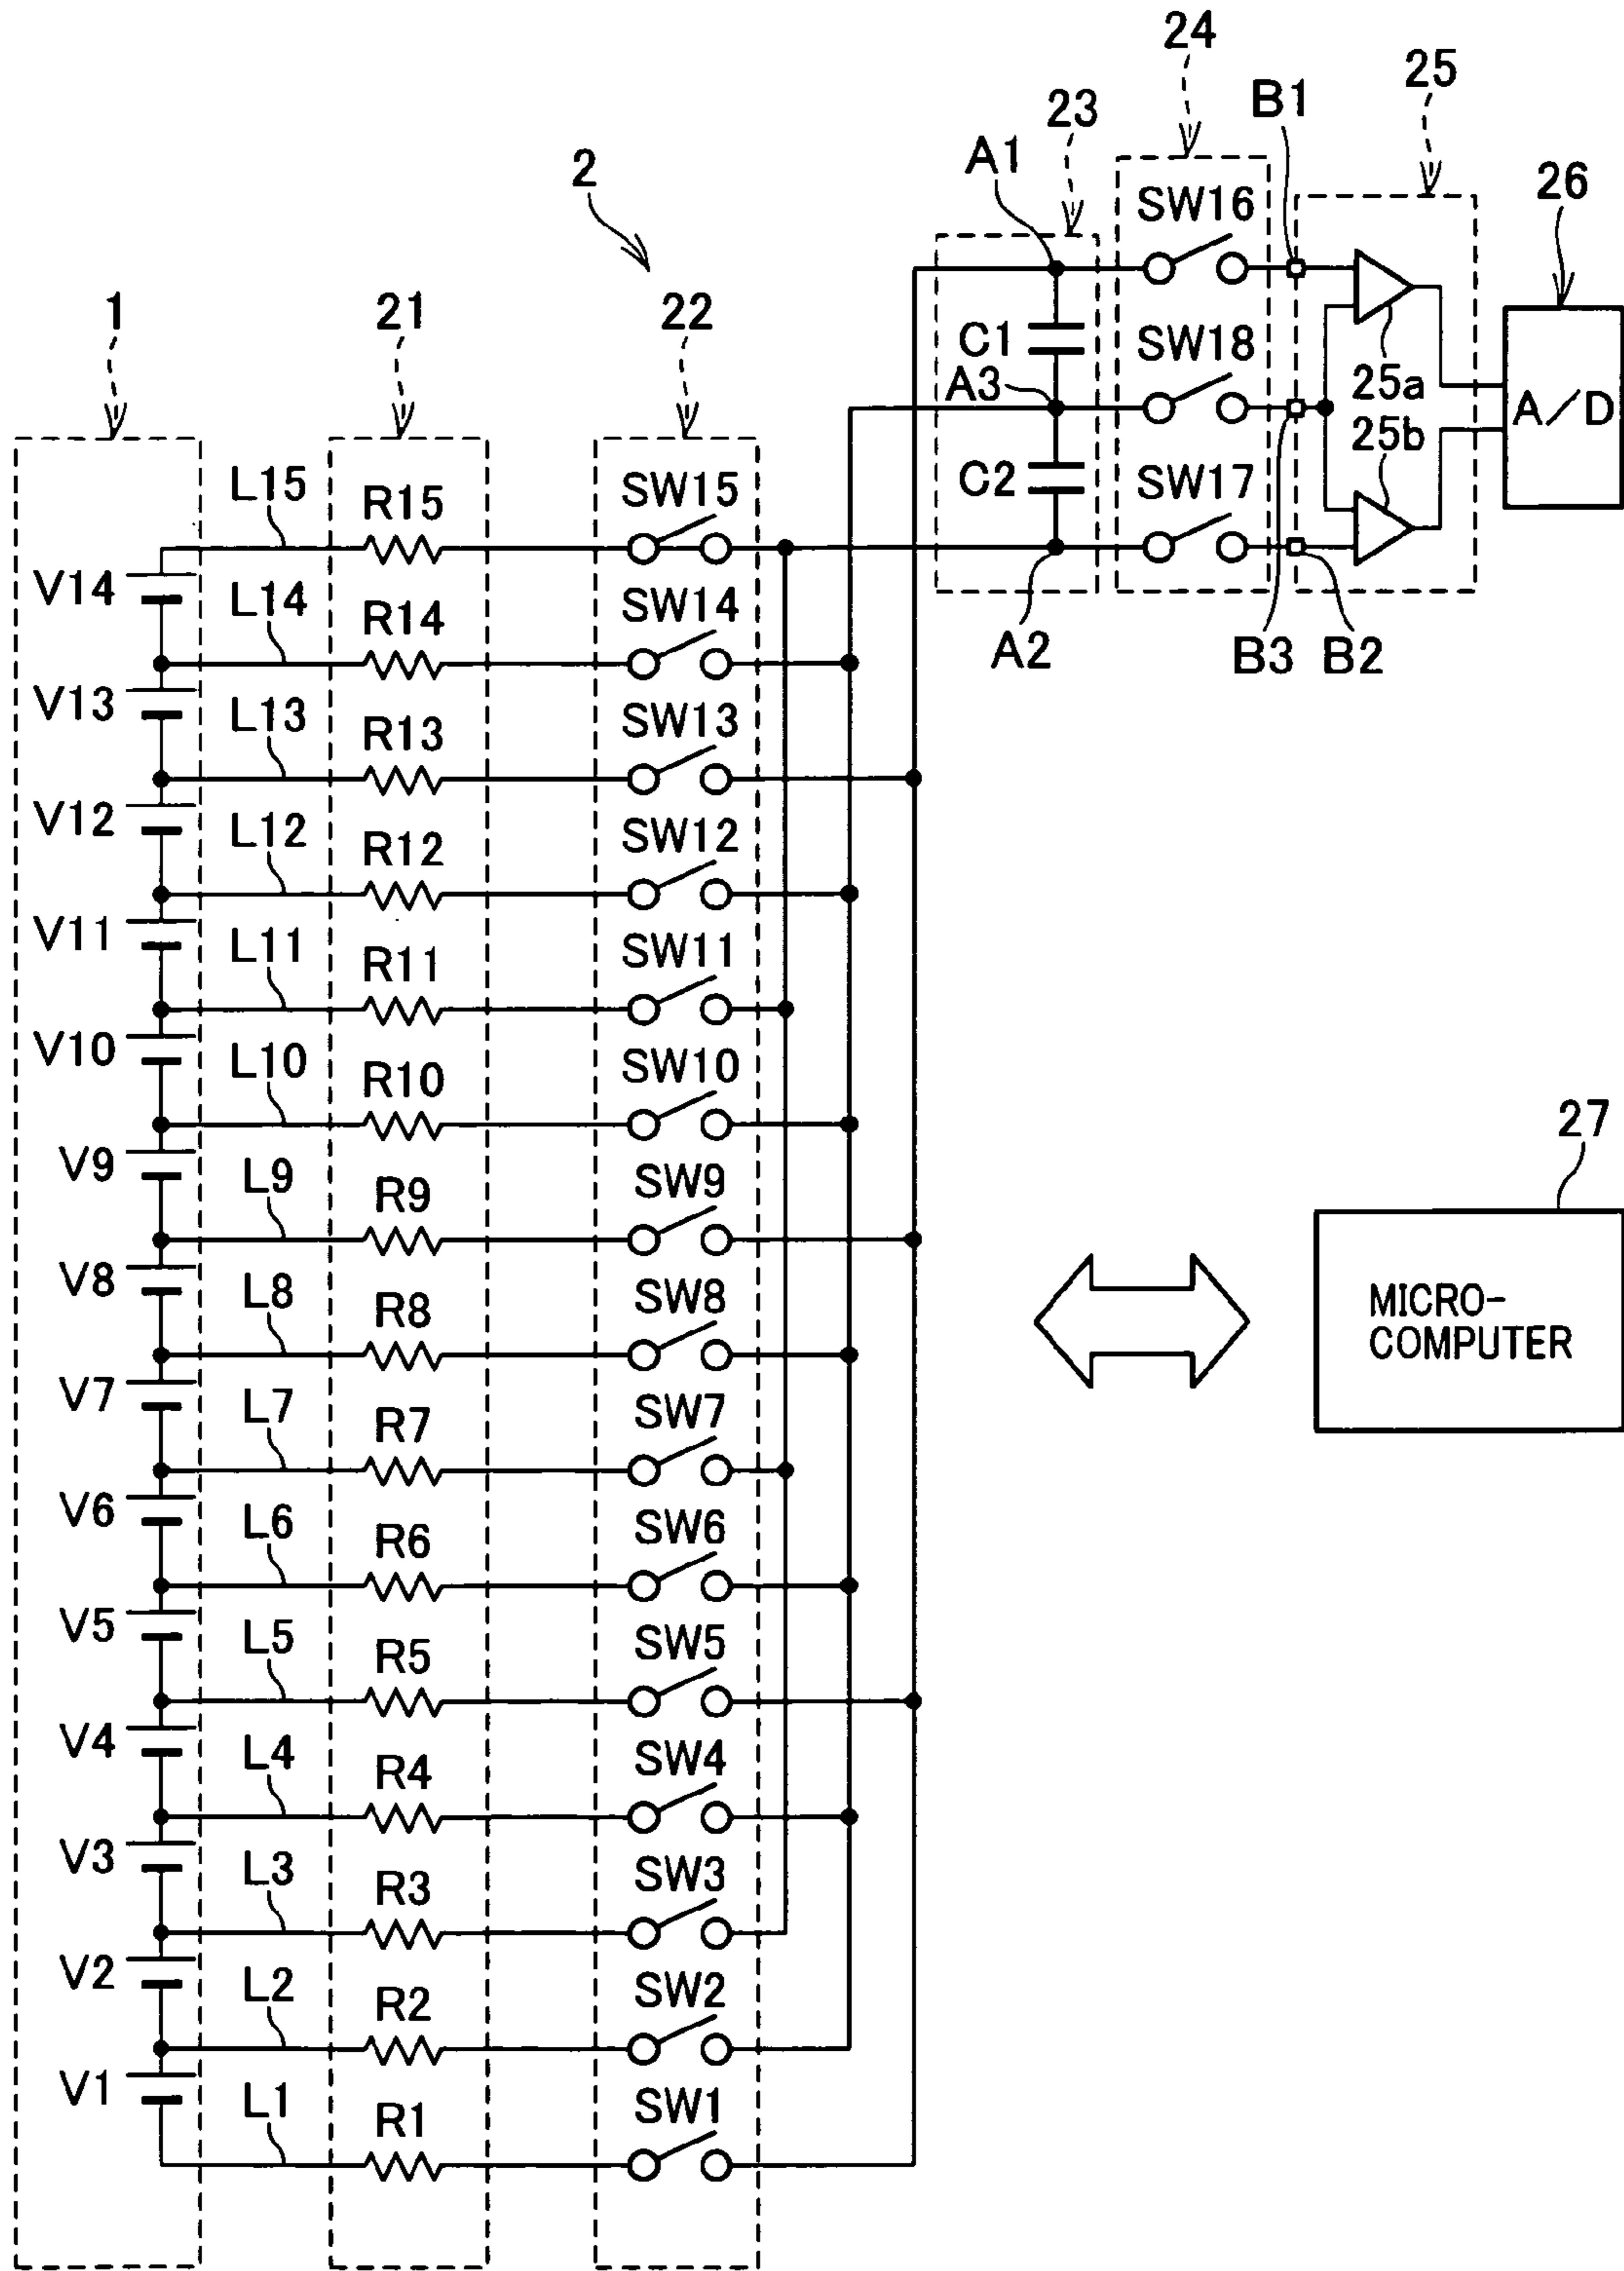 24
25
B1
23
A1
2
26
SW16
1
21
22
C1
SW18
A3
25a
A/D
25b
C2
SW17
L15
R15
SW15
V14
L14
R14
SW14
A2
B3
B2
V13
L13
R13
SW13
V12
L12
R12
SW12
V11
L11
R11
SW11
V10
L10
R10
SW10
27
V9
L9
R9
SW9
V8
L8
R8
SW8
MICRO-
COMPUTER
V7
L7
R7
SW7
V6
L6
R6
SW6
V5
L5
R5
SW5
V4
L4
R4
SW4
V3
L3
R3
SW3
V2
L2
R2
SW2
V1
L1
R1
SW1